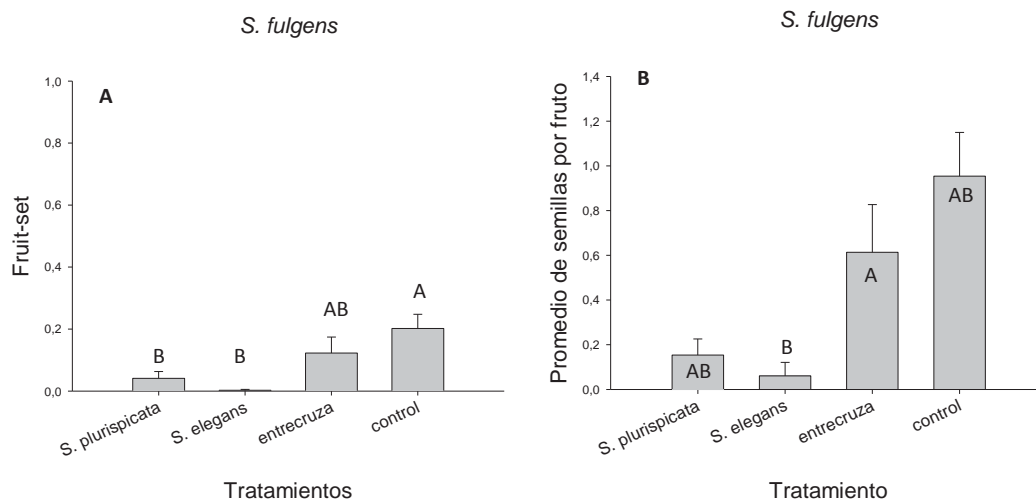 S. fulgens
A
1,0
0,8
0,6
0,4
0,2
0,0
Fruit-set
B
B
AB
A
S. plurispicata
S. elegans
entrecruza
control
Tratamientos
S. fulgens
B
1,4
1,2
1,0
0,8
0,6
0,4
0,2
0,0
Promedio de semillas por fruto
AB
B
A
AB
S. plurispicata
S. elegans
entrecruza
control
Tratamiento